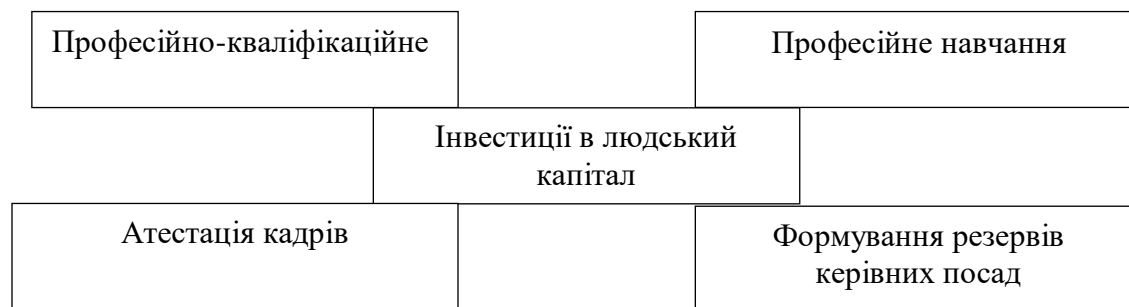 Професійно-кваліфікаційне
Професійне навчання
Інвестиції в людський
капітал
Атестація кадрів
Формування резервів
керівних посад